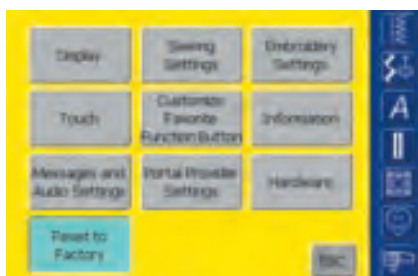 Display
Sewing
Settings
Embroidery
Settings
Touch
Customize
Favorite
Function Button
Information
Messages and
Audio Settings
Portal Provider
Settings
Hardware
Reset to
Factory
ESC
A